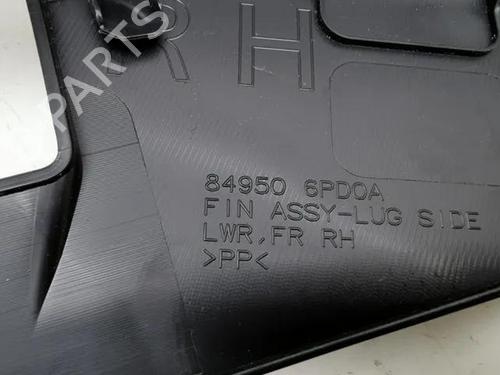 RH
84950 6PD0A
FIN ASSY-LUG SIDE
LWR,FR RH
>PP<
PARTS